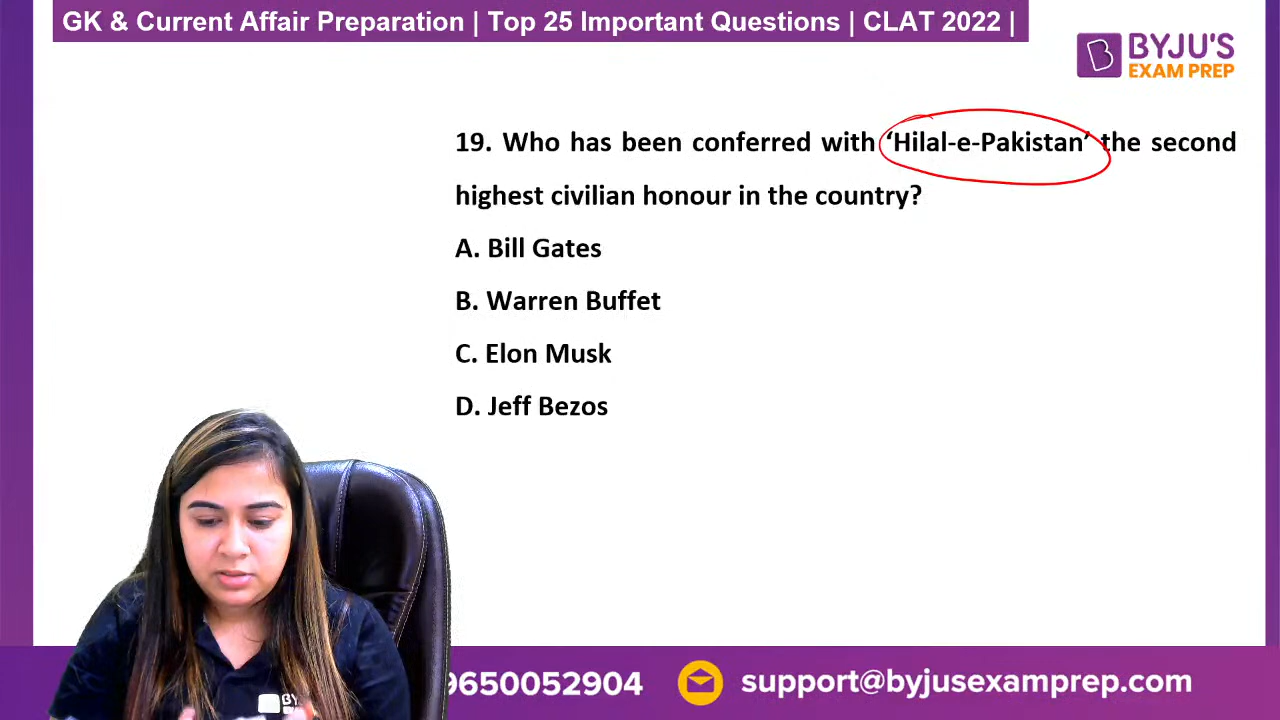 GK & Current Affair Preparation | Top 25 Important Questions | CLAT 2022 |
BYJU'S
EXAM PREP
19. Who has been conferred with ‘Hilal-e-Pakistan’ the second
highest civilian honour in the country?
A. Bill Gates
B. Warren Buffet
C. Elon Musk
D. Jeff Bezos
9650052904
support@byjusexamprep.com